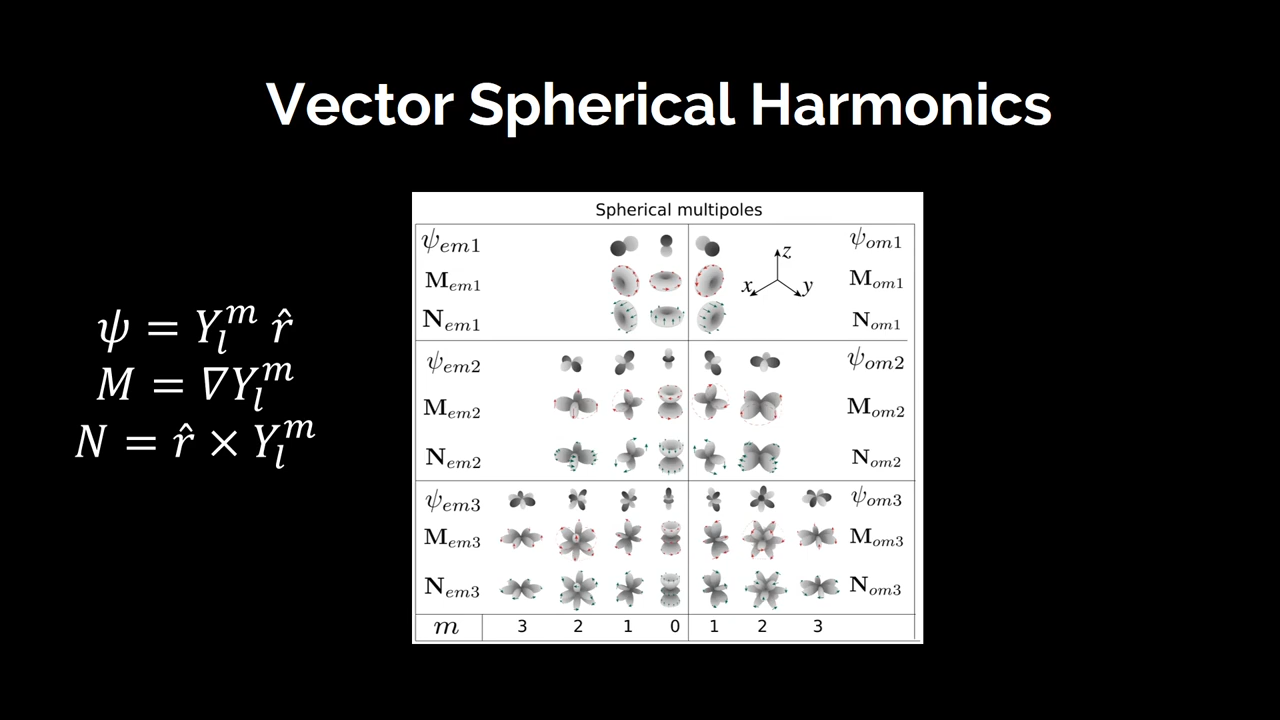 Vector Spherical Harmonics
ψ = Y_l^m r̂
M = ∇Y_l^m
N = r̂ × Y_l^m
Spherical multipoles
ψ_em1 ψ_om1
z
M_em1 x y M_om1
N_em1 N_om1
ψ_em2 ψ_om2
M_em2 M_om2
N_em2 N_om2
ψ_em3 ψ_om3
M_em3 M_om3
N_em3 N_om3
m 3 2 1 0 1 2 3